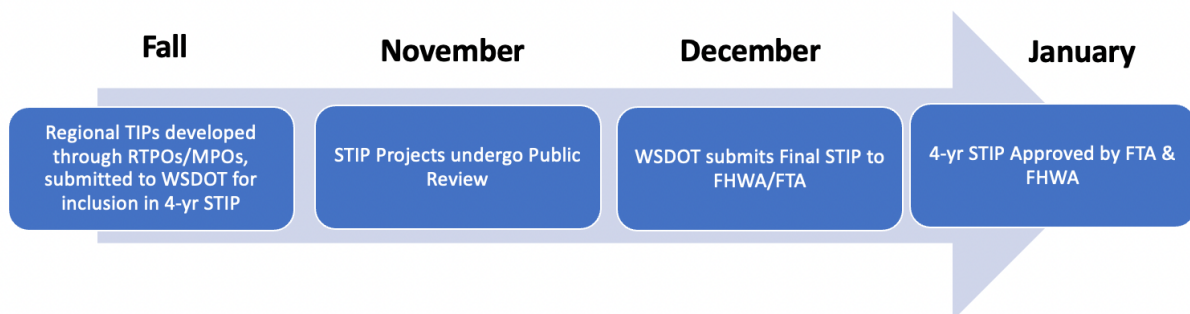 Fall
November
December
January
Regional TIPs developed
through RTPOs/MPOs,
submitted to WSDOT for
inclusion in 4-yr STIP
STIP Projects undergo Public
Review
WSDOT submits Final STIP to
FHWA/FTA
4-yr STIP Approved by FTA &
FHWA